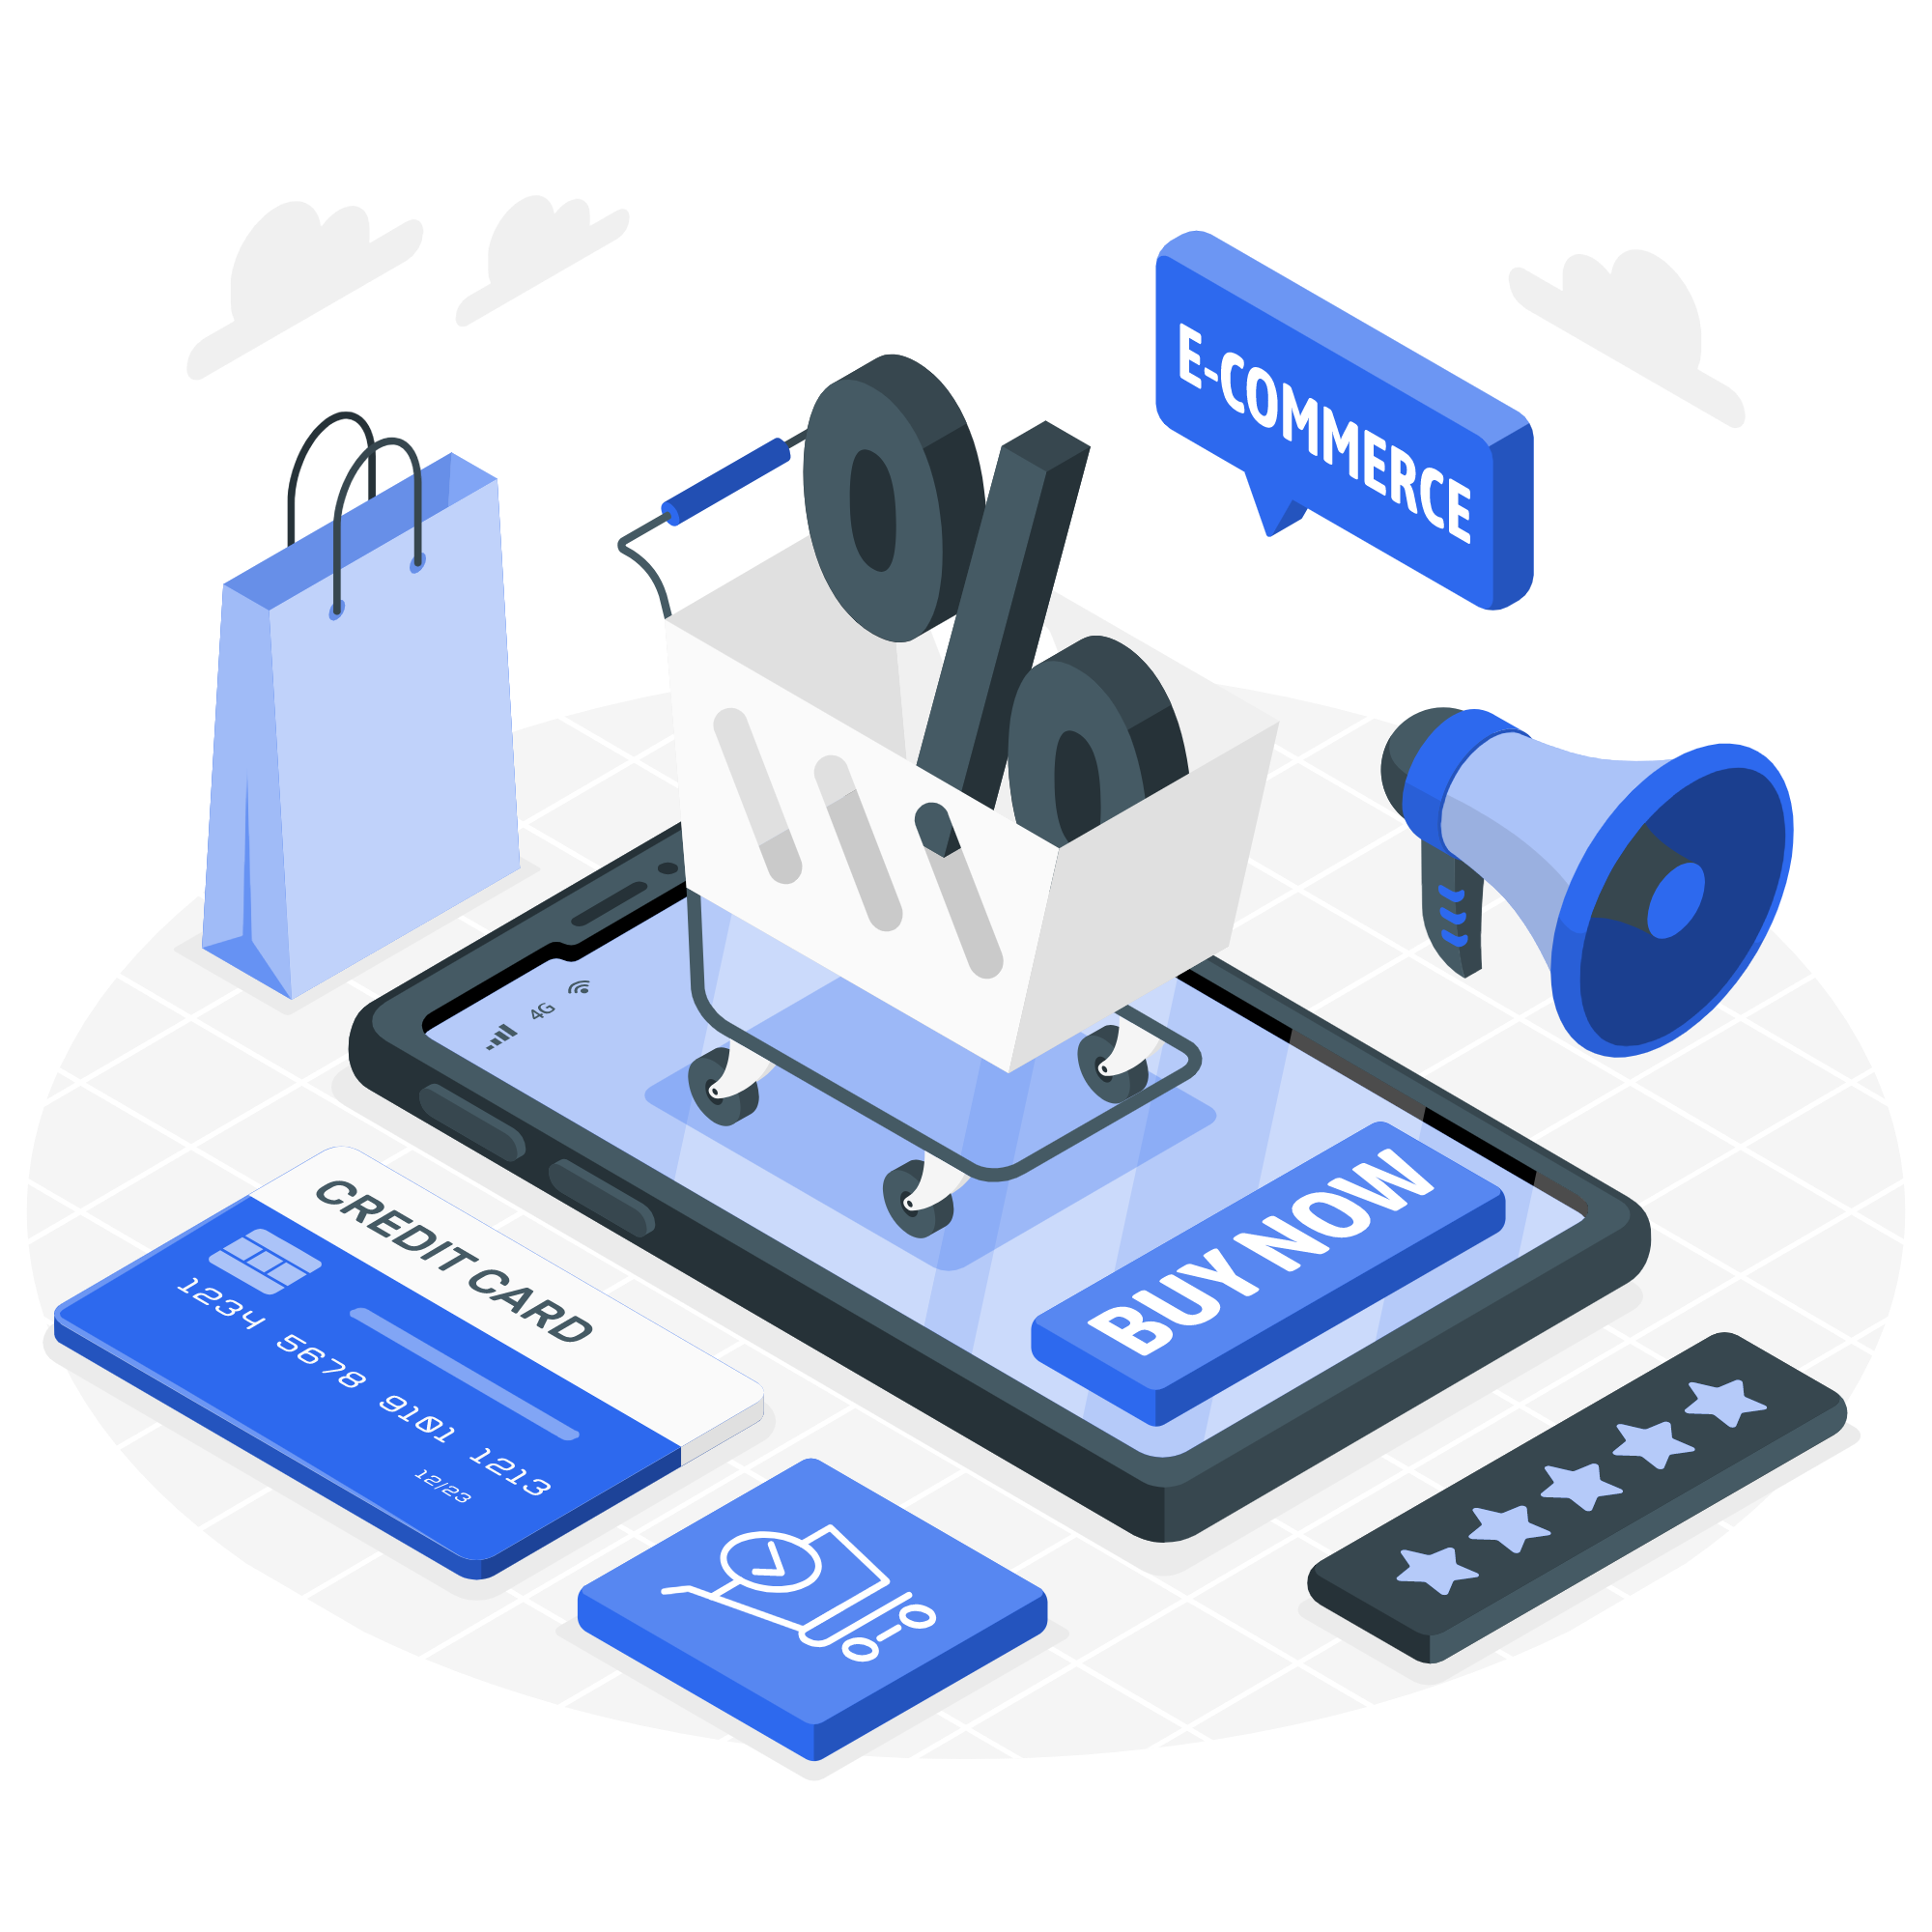 E-COMMERCE
4G
CREDIT CARD
1234 5678 9101 1213
12/23
BUY NOW